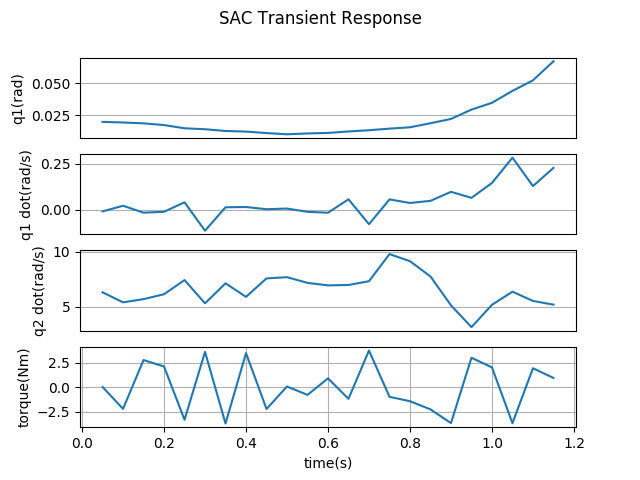 SAC Transient Response
q1(rad)
0.050
0.025
q1 dot(rad/s)
0.25
0.00
q2 dot(rad/s)
10
5
torque(Nm)
2.5
0.0
−2.5
0.0 0.2 0.4 0.6 0.8 1.0 1.2
time(s)